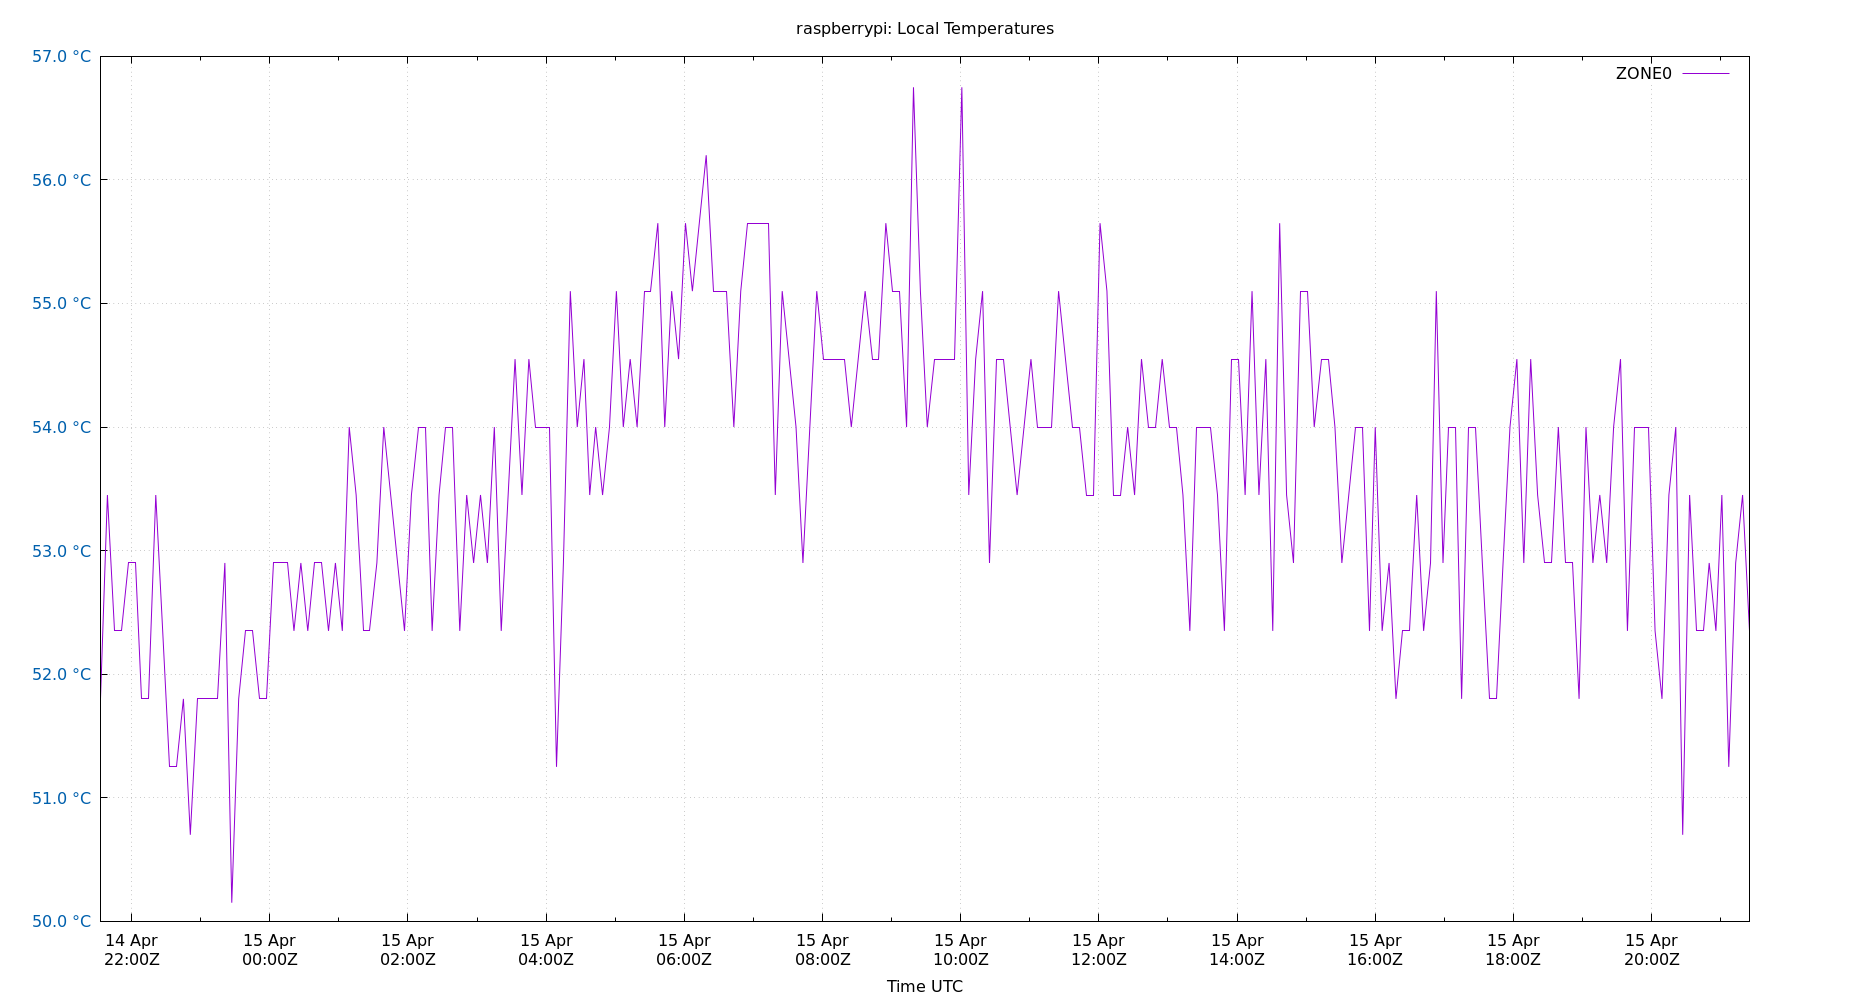 raspberrypi: Local Temperatures
57.0 °C
ZONE0
56.0 °C
55.0 °C
54.0 °C
53.0 °C
52.0 °C
51.0 °C
50.0 °C
14 Apr 15 Apr 15 Apr 15 Apr 15 Apr 15 Apr 15 Apr 15 Apr 15 Apr 15 Apr 15 Apr 15 Apr
22:00Z 00:00Z 02:00Z 04:00Z 06:00Z 08:00Z 10:00Z 12:00Z 14:00Z 16:00Z 18:00Z 20:00Z
Time UTC